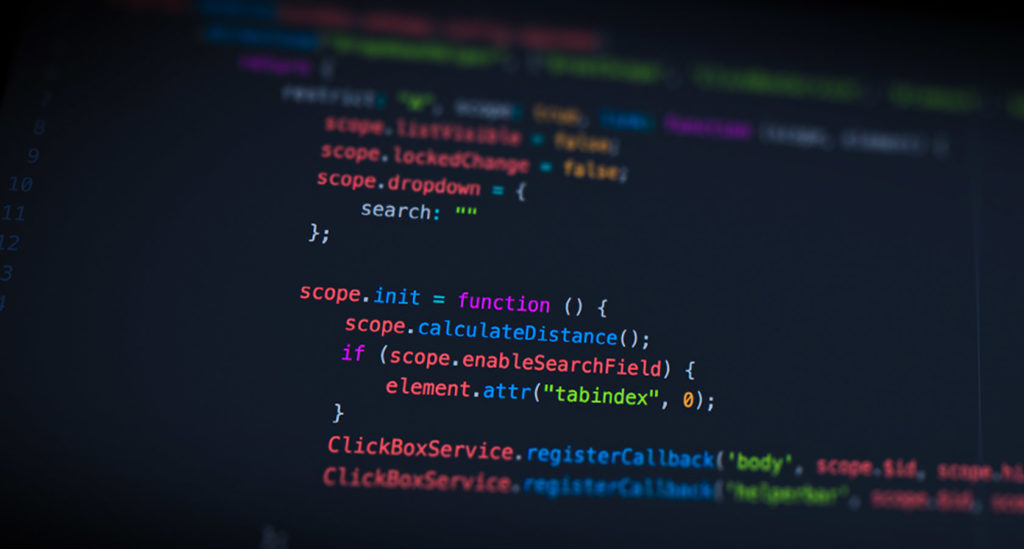 return {
restrict: scope: true, link: function (scope, element) {
8 scope.listVisible = false;
9 scope.lockedChange = false;
10 scope.dropdown = {
11 search: ""
12 };
3
4 scope.init = function () {
scope.calculateDistance();
if (scope.enableSearchField) {
element.attr("tabindex", 0);
}
ClickBoxService.registerCallback('body', scope.$id, scope.hi
ClickBoxService.registerCallback('helperbar', scope.$id, sco
};